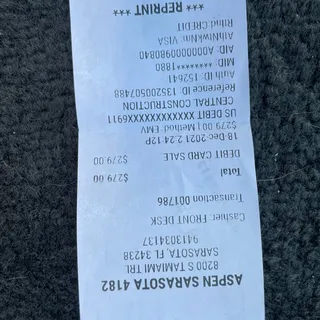 ASPEN SARASOTA 4182
8200 S TAMIAMI TRL
SARASOTA, FL 34238
9413034137
Cashier: FRONT DESK
Transaction 001786
Total $279.00
DEBIT CARD SALE $279.00
18-Dec-2021 2:24:12P
$279.00 | Method: EMV
US DEBIT XXXXXXXXXXXX6911
CENTRAL CONSTRUCTION
Reference ID: 135200507488
Auth ID: 152641
MID: ********1880
AID: A0000000980840
AthNtwkNm: VISA
RtInd:CREDIT
*** REPRINT ***